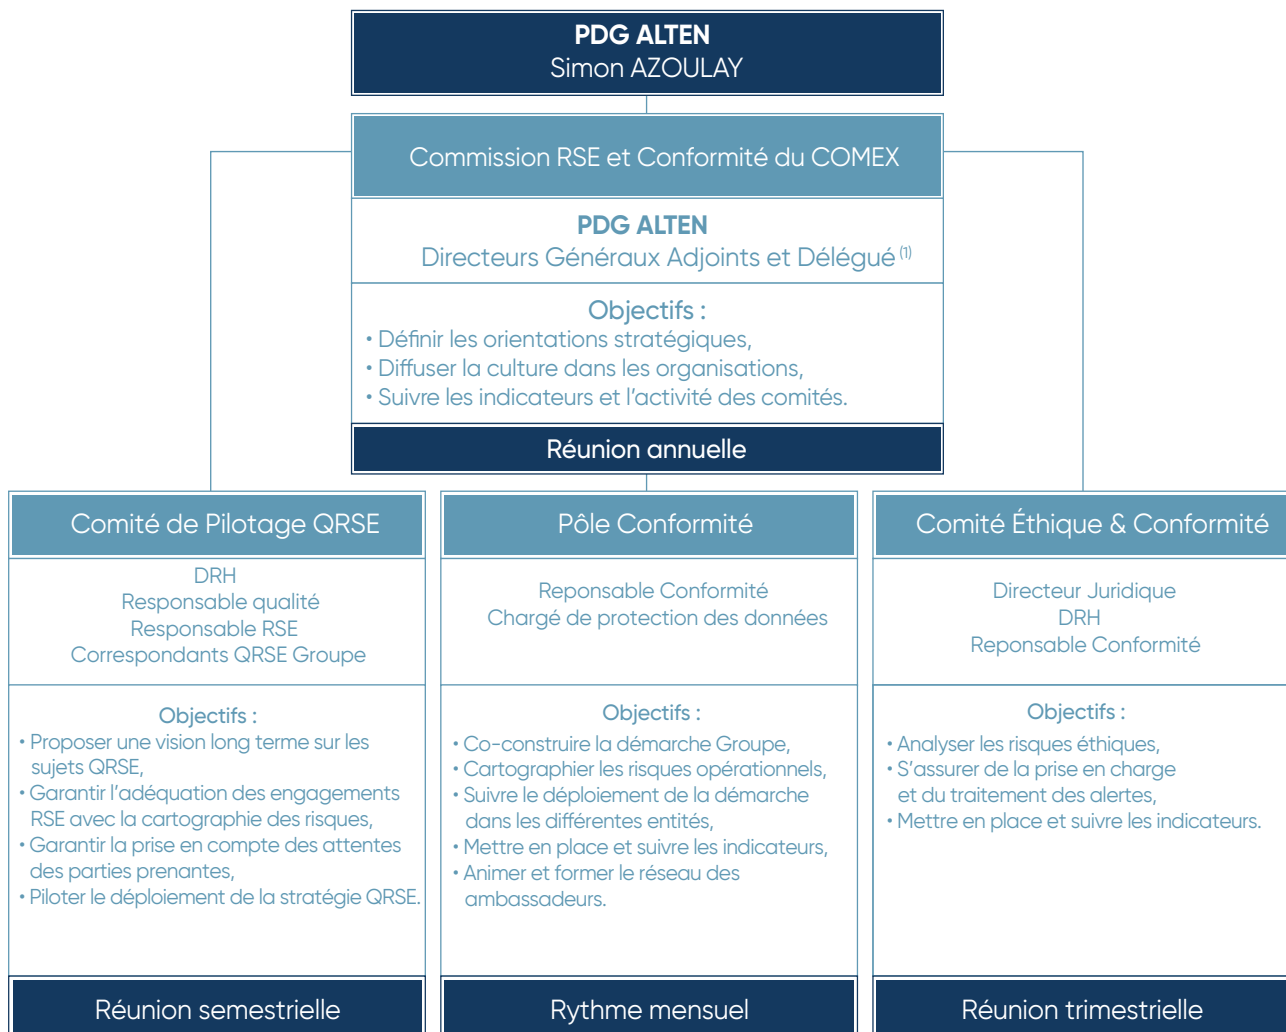 PDG ALTEN
Simon AZOULAY
Commission RSE et Conformité du COMEX
PDG ALTEN
Directeurs Généraux Adjoints et Délégué (1)
Objectifs :
• Définir les orientations stratégiques,
• Diffuser la culture dans les organisations,
• Suivre les indicateurs et l'activité des comités.
Réunion annuelle
Comité de Pilotage QRSE
DRH
Responsable qualité
Responsable RSE
Correspondants QRSE Groupe
Objectifs :
• Proposer une vision long terme sur les
sujets QRSE,
• Garantir l'adéquation des engagements
RSE avec la cartographie des risques,
• Garantir la prise en compte des attentes
des parties prenantes,
• Piloter le déploiement de la stratégie QRSE.
Réunion semestrielle
Pôle Conformité
Reponsable Conformité
Chargé de protection des données
Objectifs :
• Co-construire la démarche Groupe,
• Cartographier les risques opérationnels,
• Suivre le déploiement de la démarche
dans les différentes entités,
• Mettre en place et suivre les indicateurs,
• Animer et former le réseau des
ambassadeurs.
Rythme mensuel
Comité Éthique & Conformité
Directeur Juridique
DRH
Reponsable Conformité
Objectifs :
• Analyser les risques éthiques,
• S'assurer de la prise en charge
et du traitement des alertes,
• Mettre en place et suivre les indicateurs.
Réunion trimestrielle